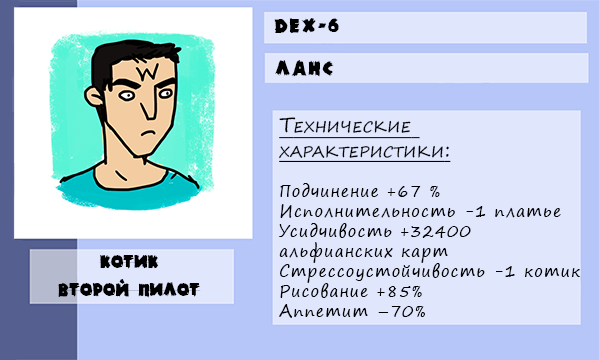 DEX-6
ЛАНС
ТЕХНИЧЕСКИЕ
ХАРАКТЕРИСТИКИ:
Подчинение +67 %
Исполнительность -1 платье
Усидчивость +32400
альфианских карт
Стрессоустойчивость -1 котик
Рисование +85%
Аппетит –70%
КОТИК
ВТОРОЙ ПИЛОТ